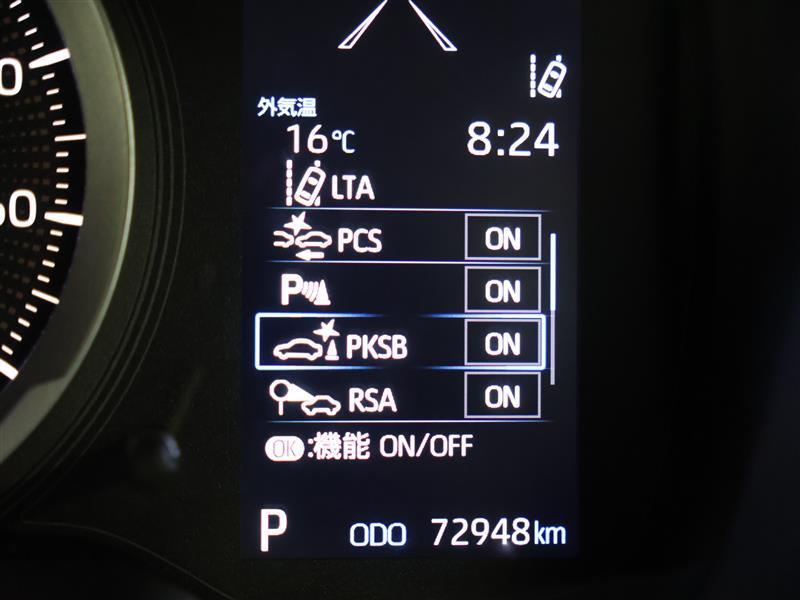 外気温
16℃ 8:24
LTA
PCS ON
P ON
PKSB ON
RSA ON
OK:機能 ON/OFF
P ODO 72948km